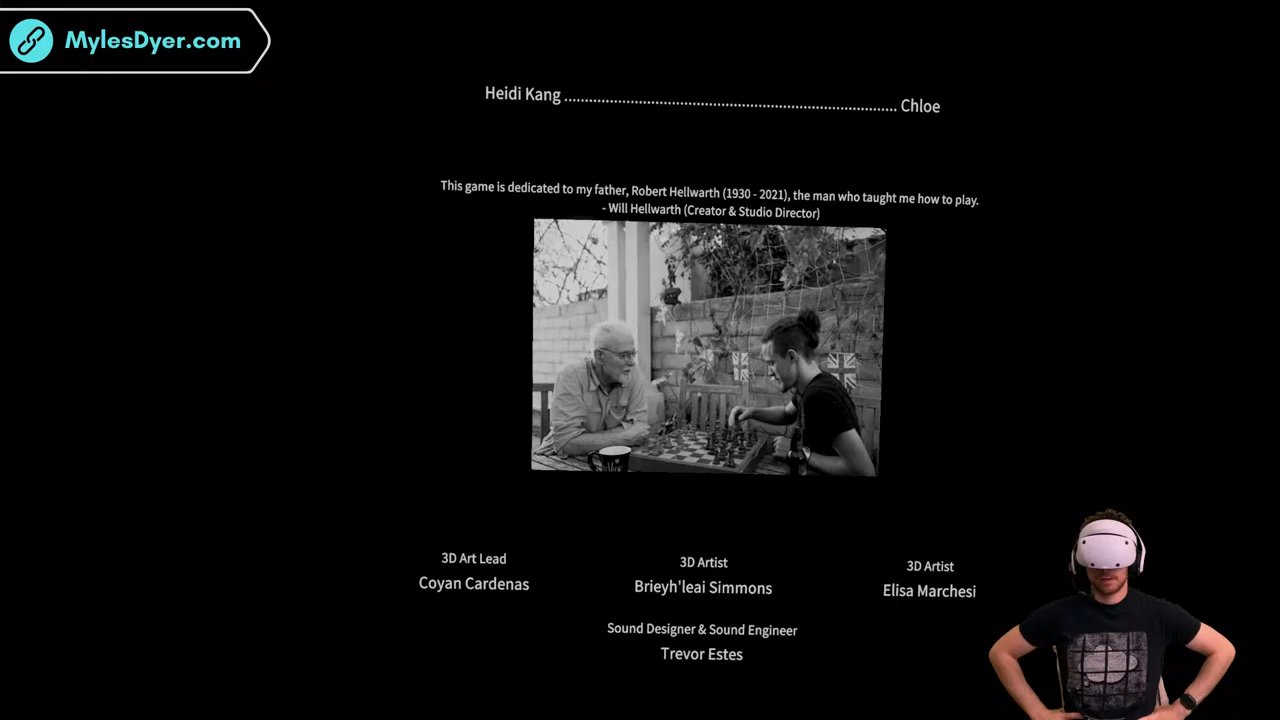 MylesDyer.com
Heidi Kang ................................................................................ Chloe
This game is dedicated to my father, Robert Hellwarth (1930 - 2021), the man who taught me how to play.
- Will Hellwarth (Creator & Studio Director)
3D Art Lead
Coyan Cardenas
3D Artist
Brieyh'leai Simmons
3D Artist
Elisa Marchesi
Sound Designer & Sound Engineer
Trevor Estes